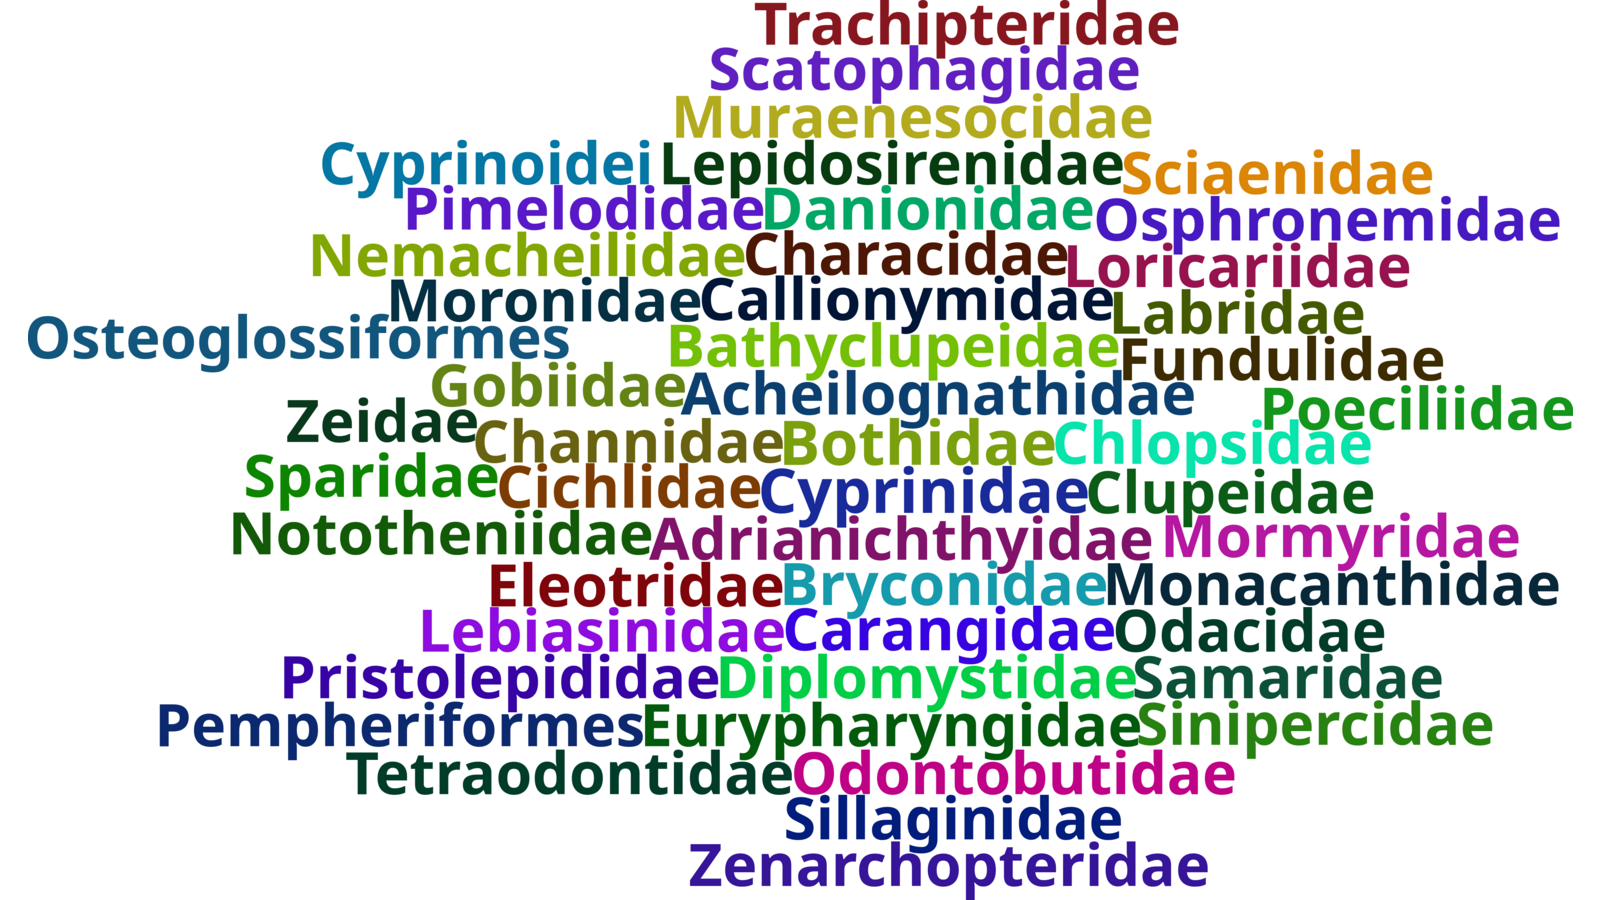 Trachipteridae
Scatophagidae
Muraenesocidae
Cyprinoidei Lepidosirenidae Sciaenidae
Pimelodidae Danionidae Osphronemidae
Nemacheilidae Characidae Loricariidae
Moronidae Callionymidae Labridae
Osteoglossiformes Bathyclupeidae Fundulidae
Gobiidae Acheilognathidae Poeciliidae
Zeidae Channidae Bothidae Chlopsidae
Sparidae Cichlidae Cyprinidae Clupeidae
Nototheniidae Adrianichthyidae Mormyridae
Eleotridae Bryconidae Monacanthidae
Lebiasinidae Carangidae Odacidae
Pristolepididae Diplomystidae Samaridae
Pempheriformes Eurypharyngidae Sinipercidae
Tetraodontidae Odontobutidae
Sillaginidae
Zenarchopteridae